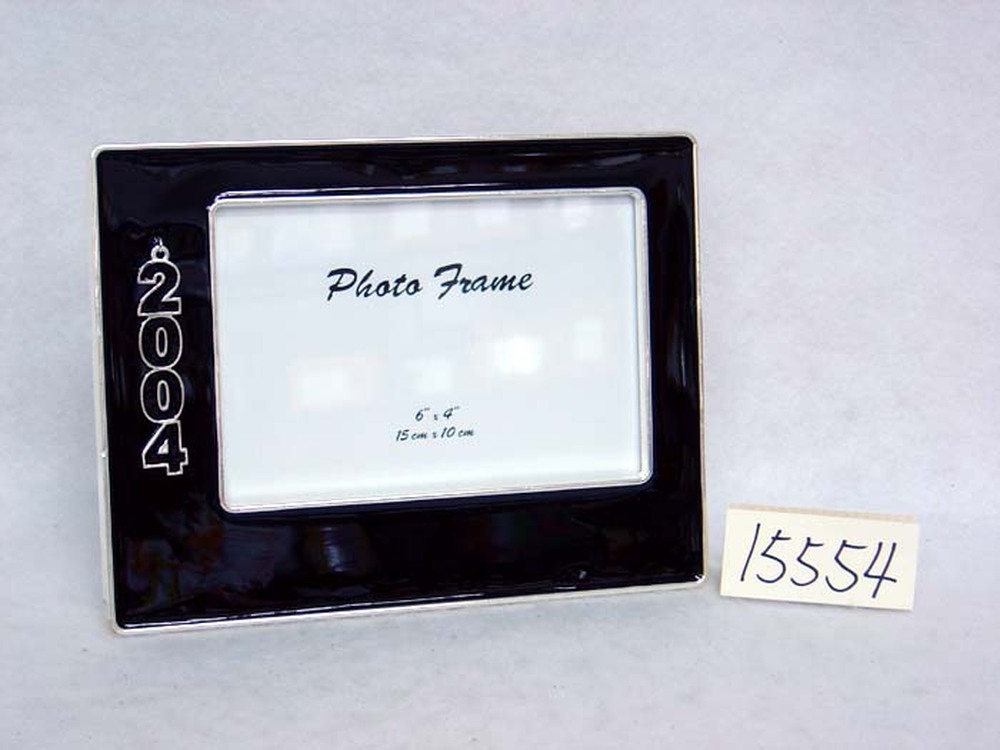 2004
Photo Frame
6" x 4"
15 cm x 10 cm
15554